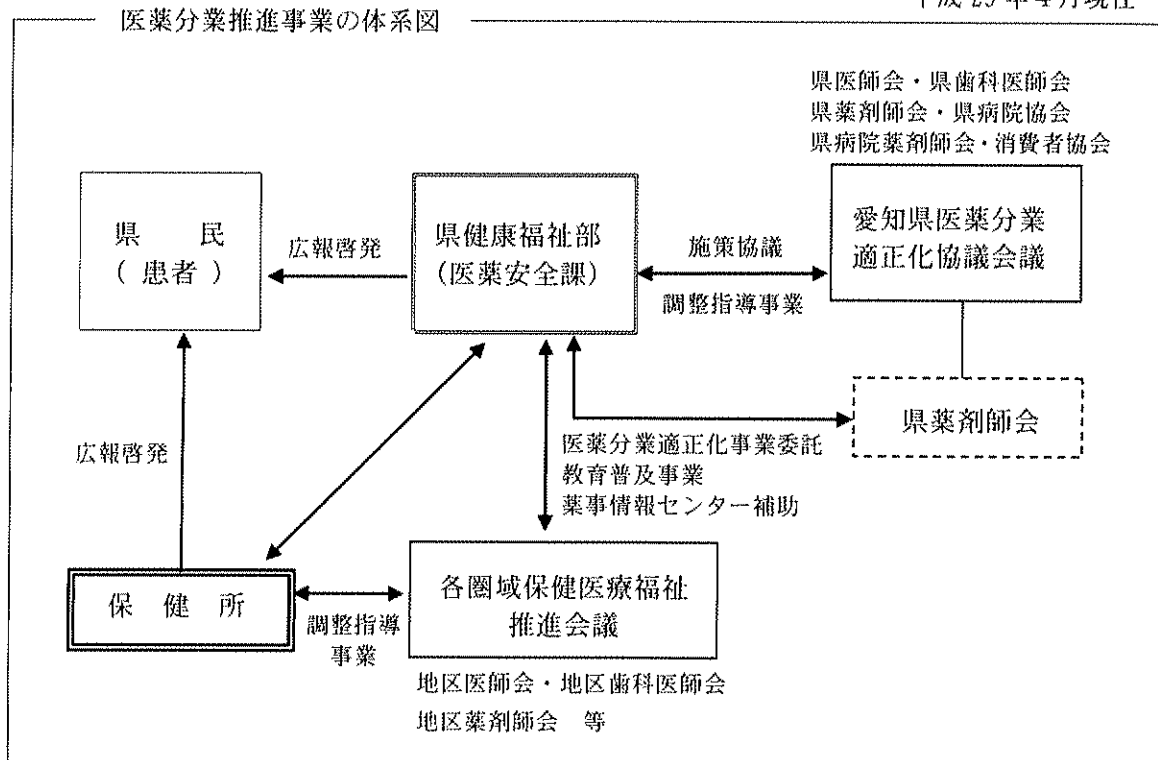 医薬分業推進事業の体系図
県医師会・県歯科医師会
県薬剤師会・県病院協会
県病院薬剤師会・消費者協会
県　　民
（ 患者 ）
広報啓発
県健康福祉部
（医薬安全課）
施策協議
調整指導事業
愛知県医薬分業
適正化協議会議
県薬剤師会
広報啓発
医薬分業適正化事業委託
教育普及事業
薬事情報センター補助
保　健　所
調整指導
事業
各圏域保健医療福祉
推進会議
地区医師会・地区歯科医師会
地区薬剤師会　等